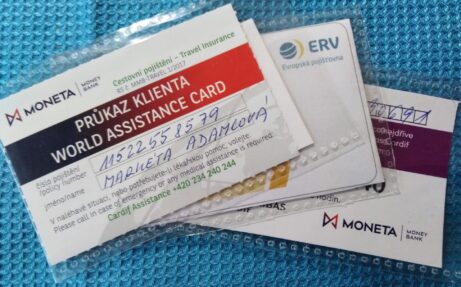 MONETA MONEY BANK
Cestovní pojištění – Travel Insurance
PRŮKAZ KLIENTA
WORLD ASSISTANCE CARD
číslo pojištění
/policy number
1152558579
jméno/name
MARKETA ADAMCOVÁ
V naléhavé situaci, nebo potřebujete-li lékařskou pomoc, volejte
Please call in case of emergency or any medical assistance is required:
Cardif Assistance +420 234 240 244
ERV
Evropská pojišťovna
MONETA MONEY BANK